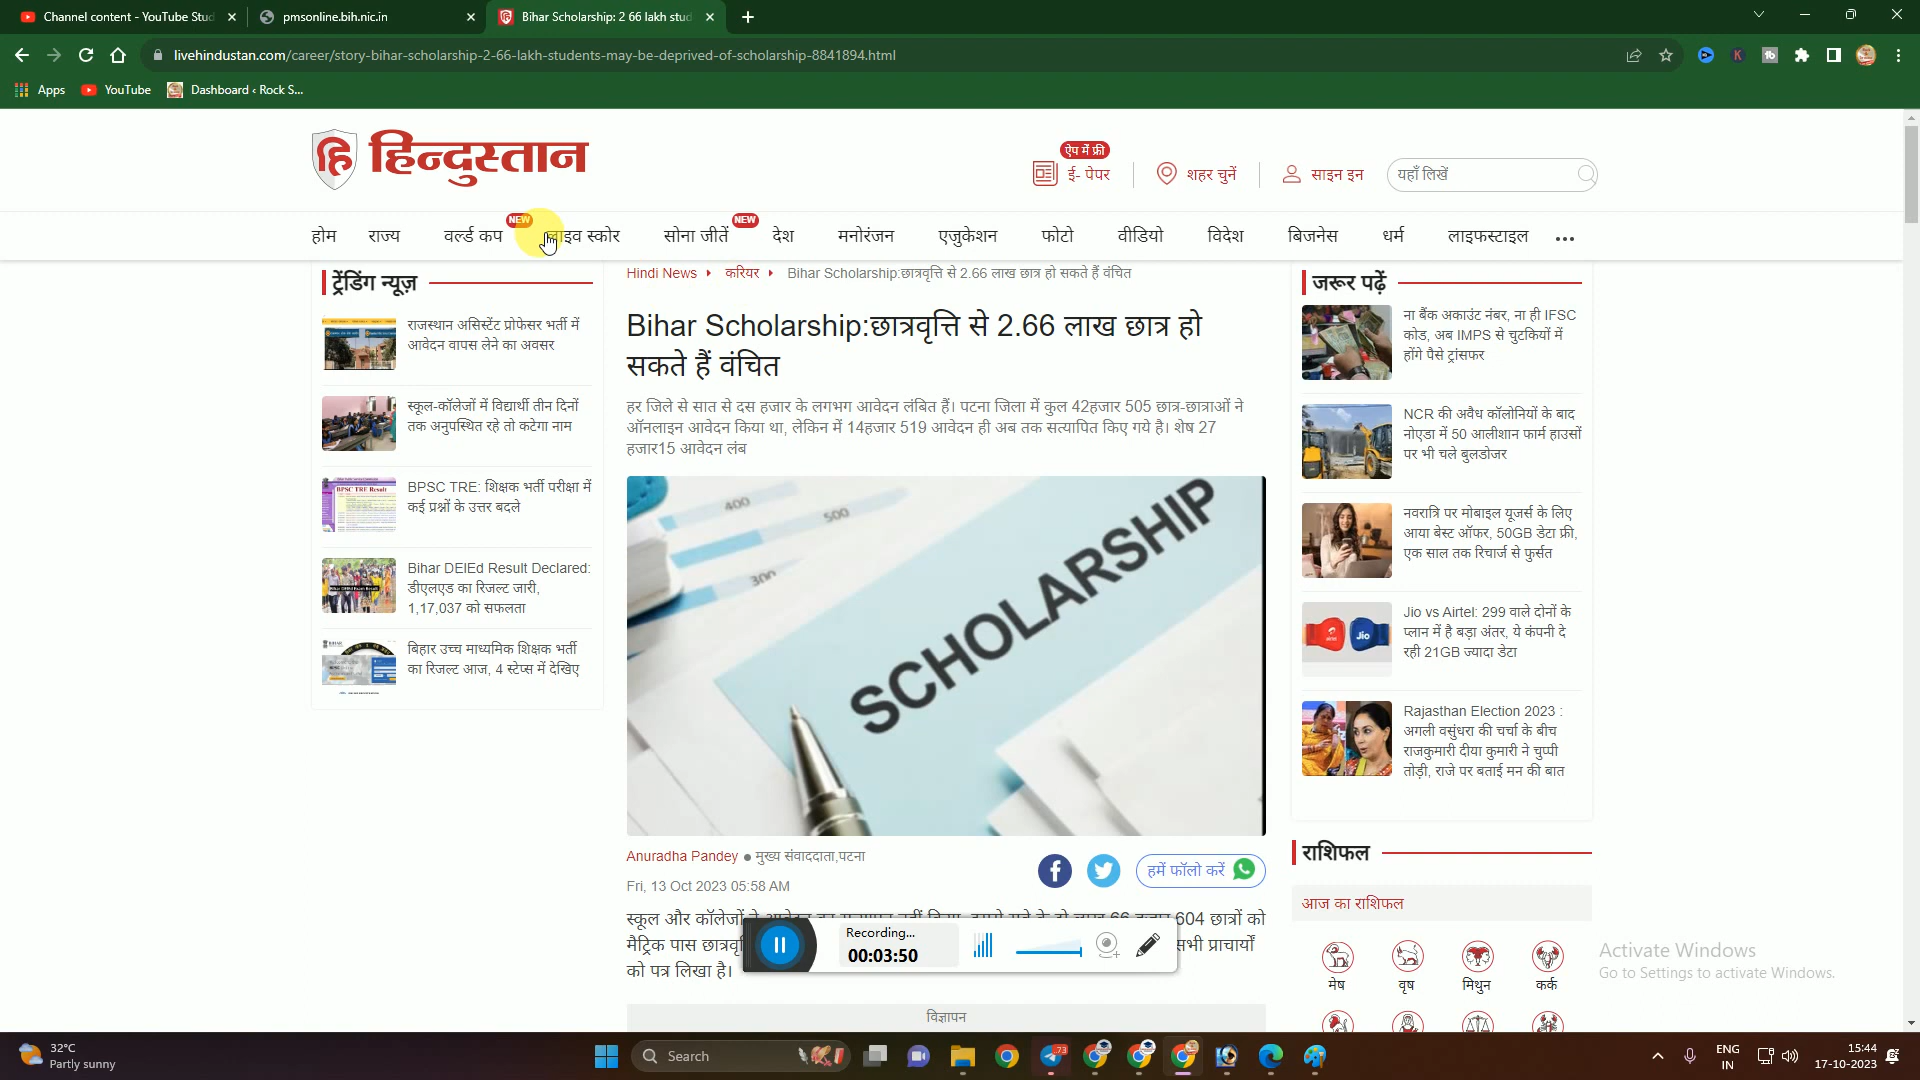 Channel content - YouTube Stud
pmsonline.bih.nic.in
Bihar Scholarship: 2 66 lakh stud
livehindustan.com/career/story-bihar-scholarship-2-66-lakh-students-may-be-deprived-of-scholarship-8841894.html
Apps
YouTube
Dashboard ‹ Rock S...
हि हिन्दुस्तान
ऐप में फ्री
ई- पेपर
शहर चुनें
साइन इन
यहाँ लिखें
NEW
NEW
होम राज्य वर्ल्ड कप लाइव स्कोर सोना जीतें देश मनोरंजन एजुकेशन फोटो वीडियो विदेश बिजनेस धर्म लाइफस्टाइल
ट्रेंडिंग न्यूज़
राजस्थान असिस्टेंट प्रोफेसर भर्ती में
आवेदन वापस लेने का अवसर
स्कूल-कॉलेजों में विद्यार्थी तीन दिनों
तक अनुपस्थित रहे तो कटेगा नाम
BPSC TRE Result
BPSC TRE: शिक्षक भर्ती परीक्षा में
कई प्रश्नों के उत्तर बदले
Bihar DElEd Result Declared:
डीएलएड का रिजल्ट जारी,
1,17,037 को सफलता
बिहार उच्च माध्यमिक शिक्षक भर्ती
का रिजल्ट आज, 4 स्टेप्स में देखिए
Hindi News करियर Bihar Scholarship:छात्रवृत्ति से 2.66 लाख छात्र हो सकते हैं वंचित
Bihar Scholarship:छात्रवृत्ति से 2.66 लाख छात्र हो
सकते हैं वंचित
हर जिले से सात से दस हजार के लगभग आवेदन लंबित हैं। पटना जिला में कुल 42हजार 505 छात्र-छात्राओं ने
ऑनलाइन आवेदन किया था, लेकिन में 14हजार 519 आवेदन ही अब तक सत्यापित किए गये है। शेष 27
हजार15 आवेदन लंब
400
500
300
SCHOLARSHIP
Anuradha Pandey ● मुख्य संवाददाता,पटना
Fri, 13 Oct 2023 05:58 AM
हमें फॉलो करें
स्कूल और कॉलेजों 604 छात्रों को
मैट्रिक पास सभी प्राचार्यों
को पत्र लिखा है।
विज्ञापन
Recording...
00:03:50
जरूर पढ़ें
ना बैंक अकाउंट नंबर, ना ही IFSC
कोड, अब IMPS से चुटकियों में
होंगे पैसे ट्रांसफर
NCR की अवैध कॉलोनियों के बाद
नोएडा में 50 आलीशान फार्म हाउसों
पर भी चले बुलडोजर
नवरात्रि पर मोबाइल यूजर्स के लिए
आया बेस्ट ऑफर, 50GB डेटा फ्री,
एक साल तक रिचार्ज से फुर्सत
airtel
Jio
Jio vs Airtel: 299 वाले दोनों के
प्लान में है बड़ा अंतर, ये कंपनी दे
रही 21GB ज्यादा डेटा
Rajasthan Election 2023 :
अगली वसुंधरा की चर्चा के बीच
राजकुमारी दीया कुमारी ने चुप्पी
तोड़ी, राजे पर बताई मन की बात
राशिफल
आज का राशिफल
मेष वृष मिथुन कर्क
Activate Windows
Go to Settings to activate Windows.
32°C
Partly sunny
Search
73
ENG
IN
15:44
17-10-2023